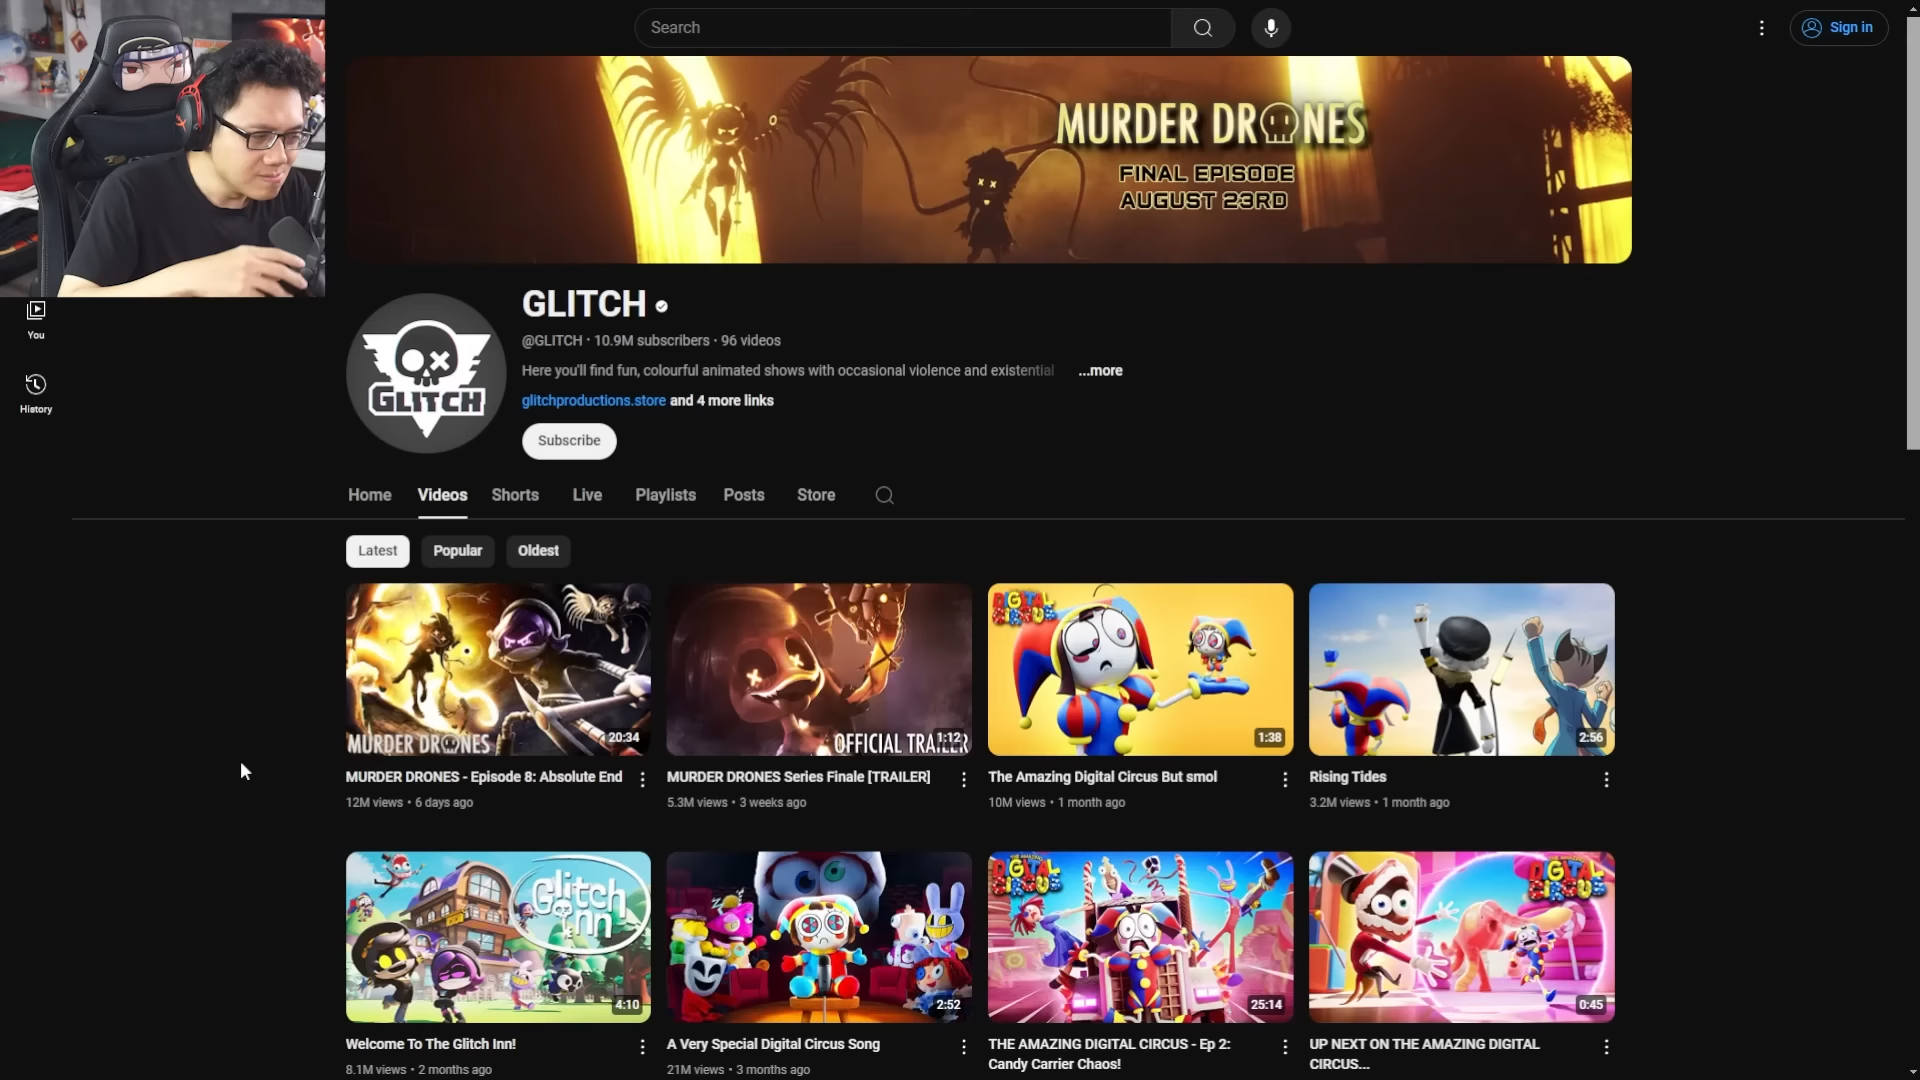 Search
Sign in
MURDER DRONES
FINAL EPISODE
AUGUST 23RD
You
History
GLITCH
GLITCH
@GLITCH • 10.9M subscribers • 96 videos
Here you'll find fun, colourful animated shows with occasional violence and existential ...more
glitchproductions.store and 4 more links
Subscribe
Home Videos Shorts Live Playlists Posts Store
Latest Popular Oldest
MURDER DRONES
20:34
OFFICIAL TRAILER
1:12
DIGITAL CIRCUS
1:38
2:56
MURDER DRONES - Episode 8: Absolute End
12M views • 6 days ago
MURDER DRONES Series Finale [TRAILER]
5.3M views • 3 weeks ago
The Amazing Digital Circus But smol
10M views • 1 month ago
Rising Tides
3.2M views • 1 month ago
Glitch Inn
4:10
2:52
DIGITAL CIRCUS
25:14
DIGITAL CIRCUS
0:45
Welcome To The Glitch Inn!
8.1M views • 2 months ago
A Very Special Digital Circus Song
21M views • 3 months ago
THE AMAZING DIGITAL CIRCUS - Ep 2:
Candy Carrier Chaos!
UP NEXT ON THE AMAZING DIGITAL
CIRCUS...